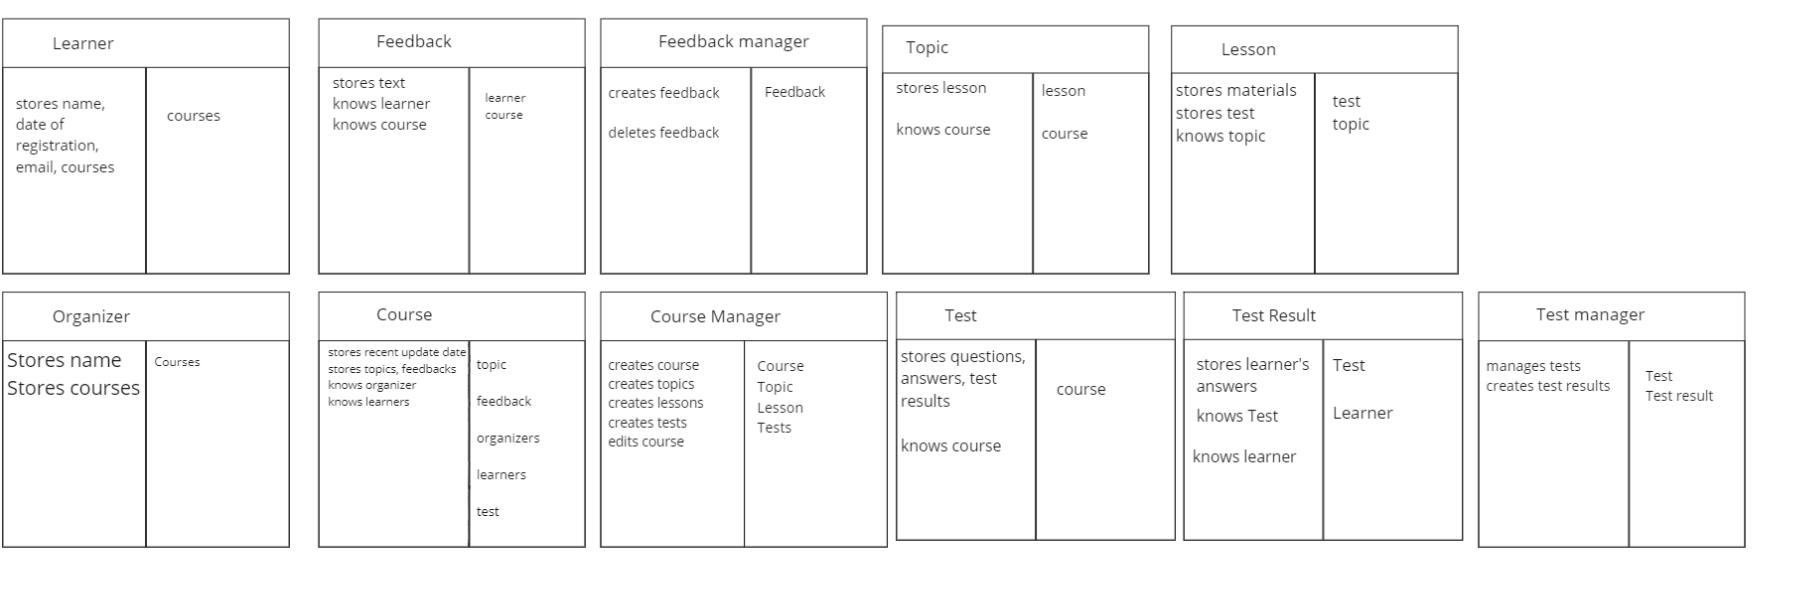 Learner
stores name,
date of
registration,
email, courses
courses
Feedback
stores text
knows learner
knows course
learner
course
Feedback manager
creates feedback
deletes feedback
Feedback
Topic
stores lesson
knows course
lesson
course
Lesson
stores materials
stores test
knows topic
test
topic
Organizer
Stores name
Stores courses
Courses
Course
stores recent update date
stores topics, feedbacks
knows organizer
knows learners
topic
feedback
organizers
learners
test
Course Manager
creates course
creates topics
creates lessons
creates tests
edits course
Course
Topic
Lesson
Tests
Test
stores questions,
answers, test
results
knows course
course
Test Result
stores learner's
answers
knows Test
knows learner
Test
Learner
Test manager
manages tests
creates test results
Test
Test result